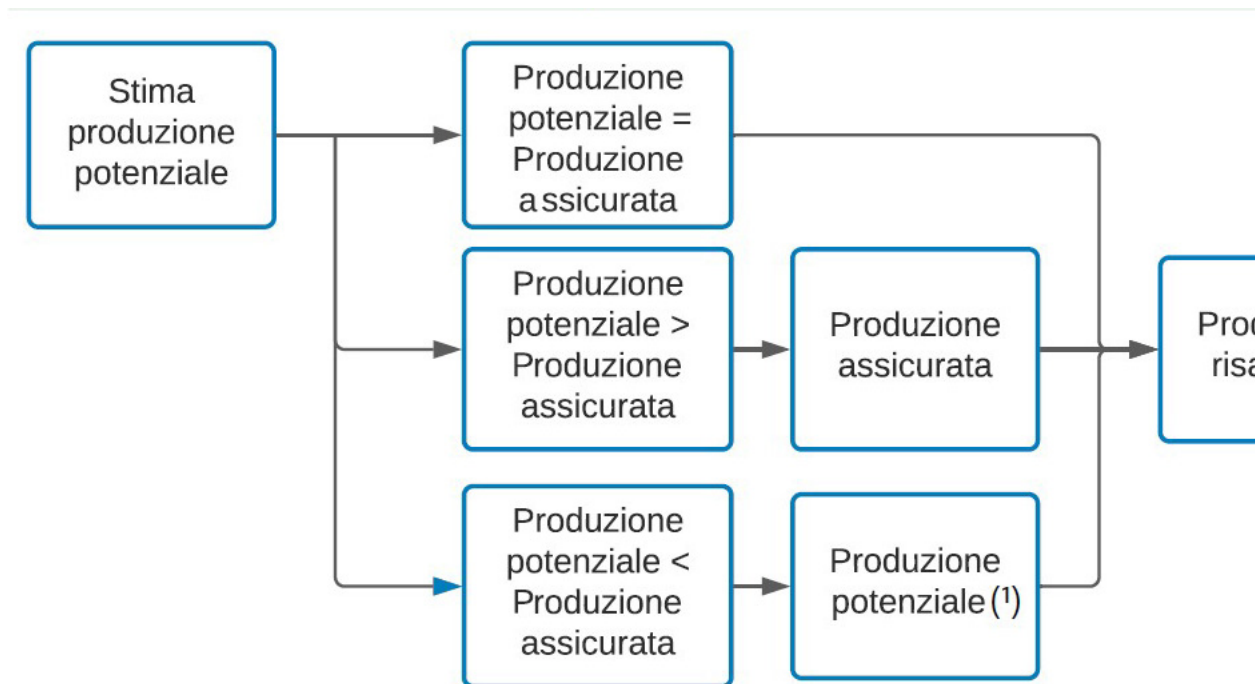 Stima
produzione
potenziale
Produzione
potenziale =
Produzione
assicurata
Produzione
potenziale >
Produzione
assicurata
Produzione
assicurata
Produzione
potenziale <
Produzione
assicurata
Produzione
potenziale (¹)